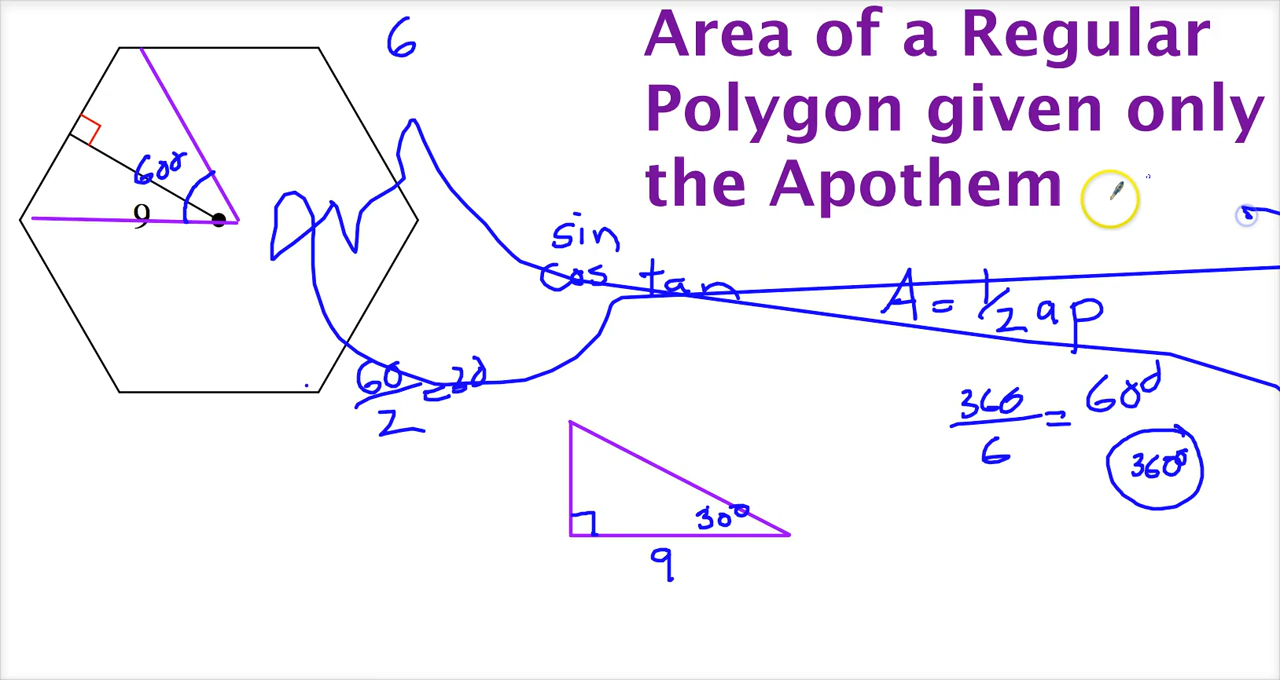 6
Area of a Regular
Polygon given only
the Apothem
60°
9
sin
cos tan
A = 1/2 ap
60/2 = 30
360/6 = 60°
360°
30°
9